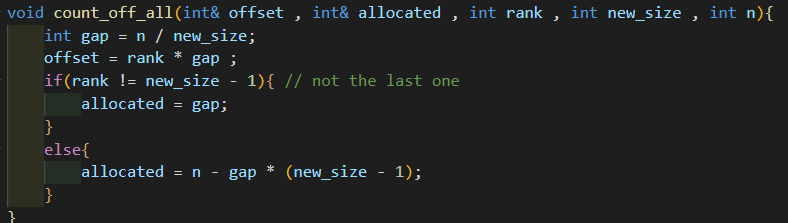 void count_off_all(int& offset , int& allocated , int rank , int new_size , int n){
    int gap = n / new_size;
    offset = rank * gap ;
    if(rank != new_size - 1){ // not the last one
        allocated = gap;
    }
    else{
        allocated = n - gap * (new_size - 1);
    }
}